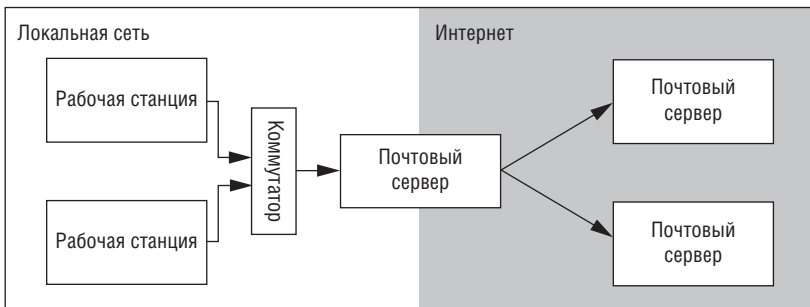 Локальная сеть
Интернет
Рабочая станция
Рабочая станция
Коммутатор
Почтовый
сервер
Почтовый
сервер
Почтовый
сервер